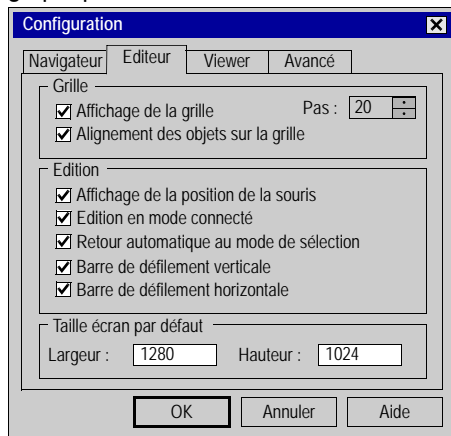 Configuration
Navigateur Editeur Viewer Avancé
Grille
Affichage de la grille Pas : 20
Alignement des objets sur la grille
Edition
Affichage de la position de la souris
Edition en mode connecté
Retour automatique au mode de sélection
Barre de défilement verticale
Barre de défilement horizontale
Taille écran par défaut
Largeur : 1280 Hauteur : 1024
OK Annuler Aide